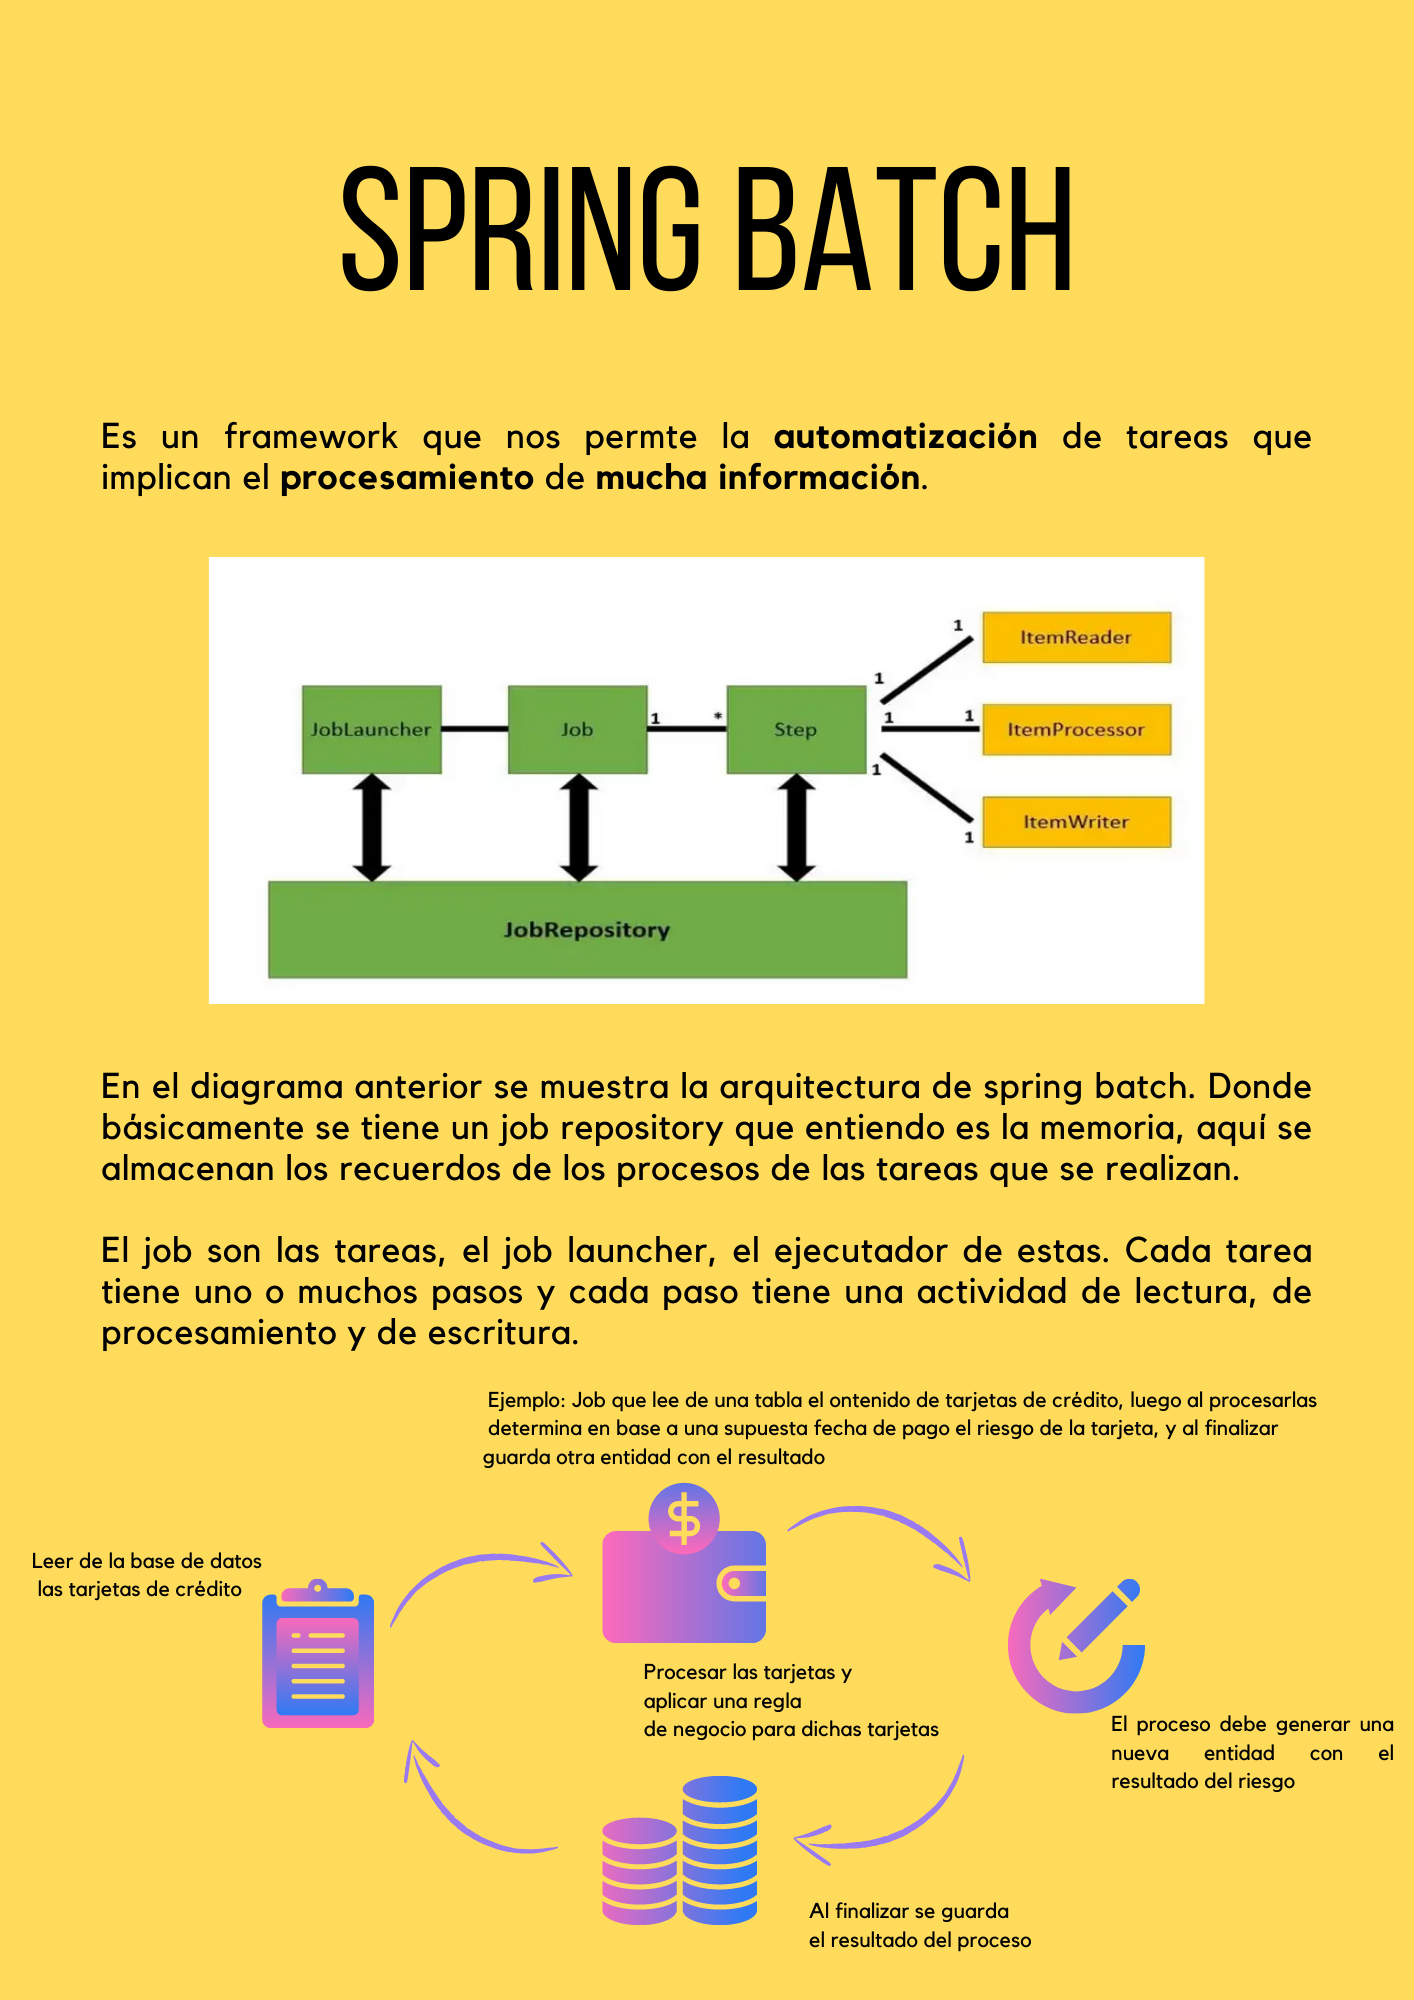 SPRING BATCH
Es un framework que nos permte la automatización de tareas que
implican el procesamiento de mucha información.
1
ItemReader
1
JobLauncher
Job
1
*
Step
1
1
ItemProcessor
1
ItemWriter
1
JobRepository
En el diagrama anterior se muestra la arquitectura de spring batch. Donde
básicamente se tiene un job repository que entiendo es la memoria, aquí se
almacenan los recuerdos de los procesos de las tareas que se realizan.
El job son las tareas, el job launcher, el ejecutador de estas. Cada tarea
tiene uno o muchos pasos y cada paso tiene una actividad de lectura, de
procesamiento y de escritura.
Ejemplo: Job que lee de una tabla el ontenido de tarjetas de crédito, luego al procesarlas
determina en base a una supuesta fecha de pago el riesgo de la tarjeta, y al finalizar
guarda otra entidad con el resultado
$
Leer de la base de datos
las tarjetas de crédito
Procesar las tarjetas y
aplicar una regla
de negocio para dichas tarjetas
El proceso debe generar una
nueva entidad con el
resultado del riesgo
Al finalizar se guarda
el resultado del proceso